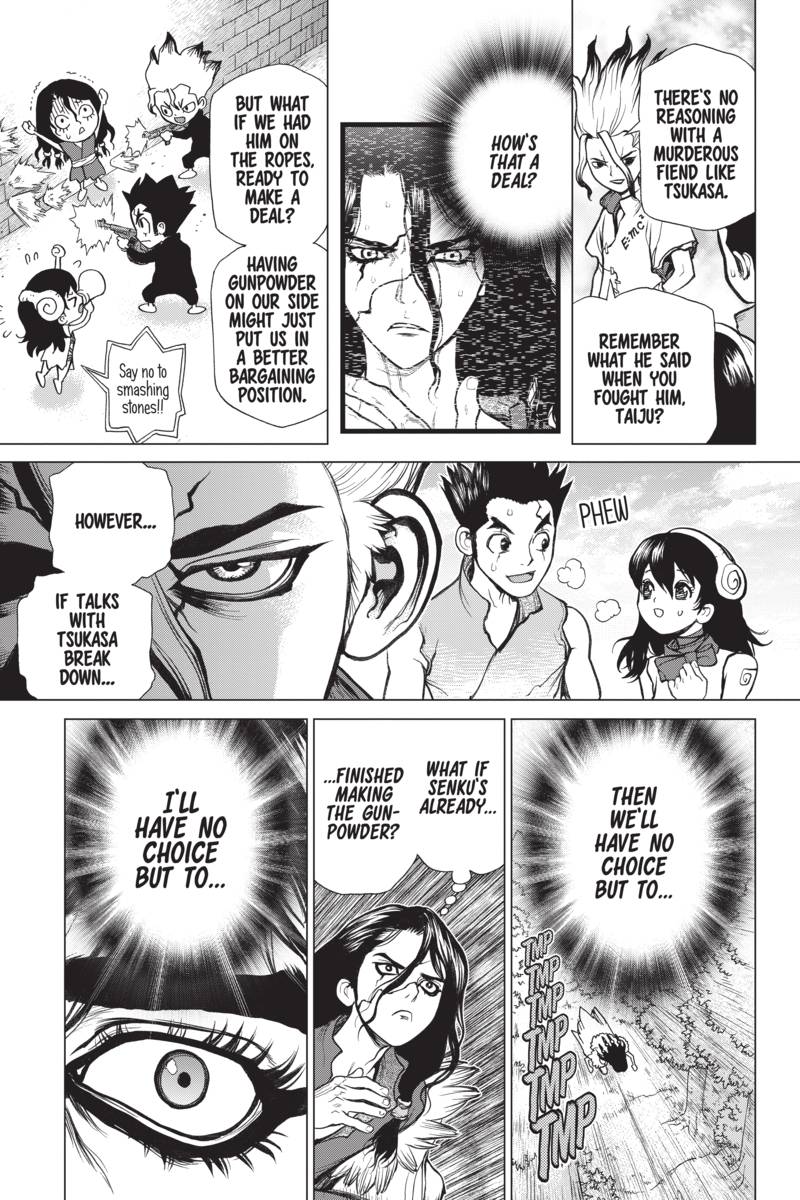 THERE'S NO
REASONING
WITH A
MURDEROUS
FIEND LIKE
TSUKASA.
E=mc²
REMEMBER
WHAT HE SAID
WHEN YOU
FOUGHT HIM,
TAIJU?
HOW'S
THAT A
DEAL?
BUT WHAT
IF WE HAD
HIM ON
THE ROPES,
READY TO
MAKE A
DEAL?
HAVING
GUNPOWDER
ON OUR SIDE
MIGHT JUST
PUT US IN
A BETTER
BARGAINING
POSITION.
Say no to
smashing
stones!!
PHEW
HOWEVER...
IF TALKS
WITH
TSUKASA
BREAK
DOWN...
THEN
WE'LL
HAVE NO
CHOICE
BUT TO...
TMP
TMP
TMP
TMP
TMP
TMP
WHAT IF
SENKU'S
ALREADY...
...FINISHED
MAKING
THE GUN-
POWDER?
I'LL
HAVE NO
CHOICE
BUT TO...